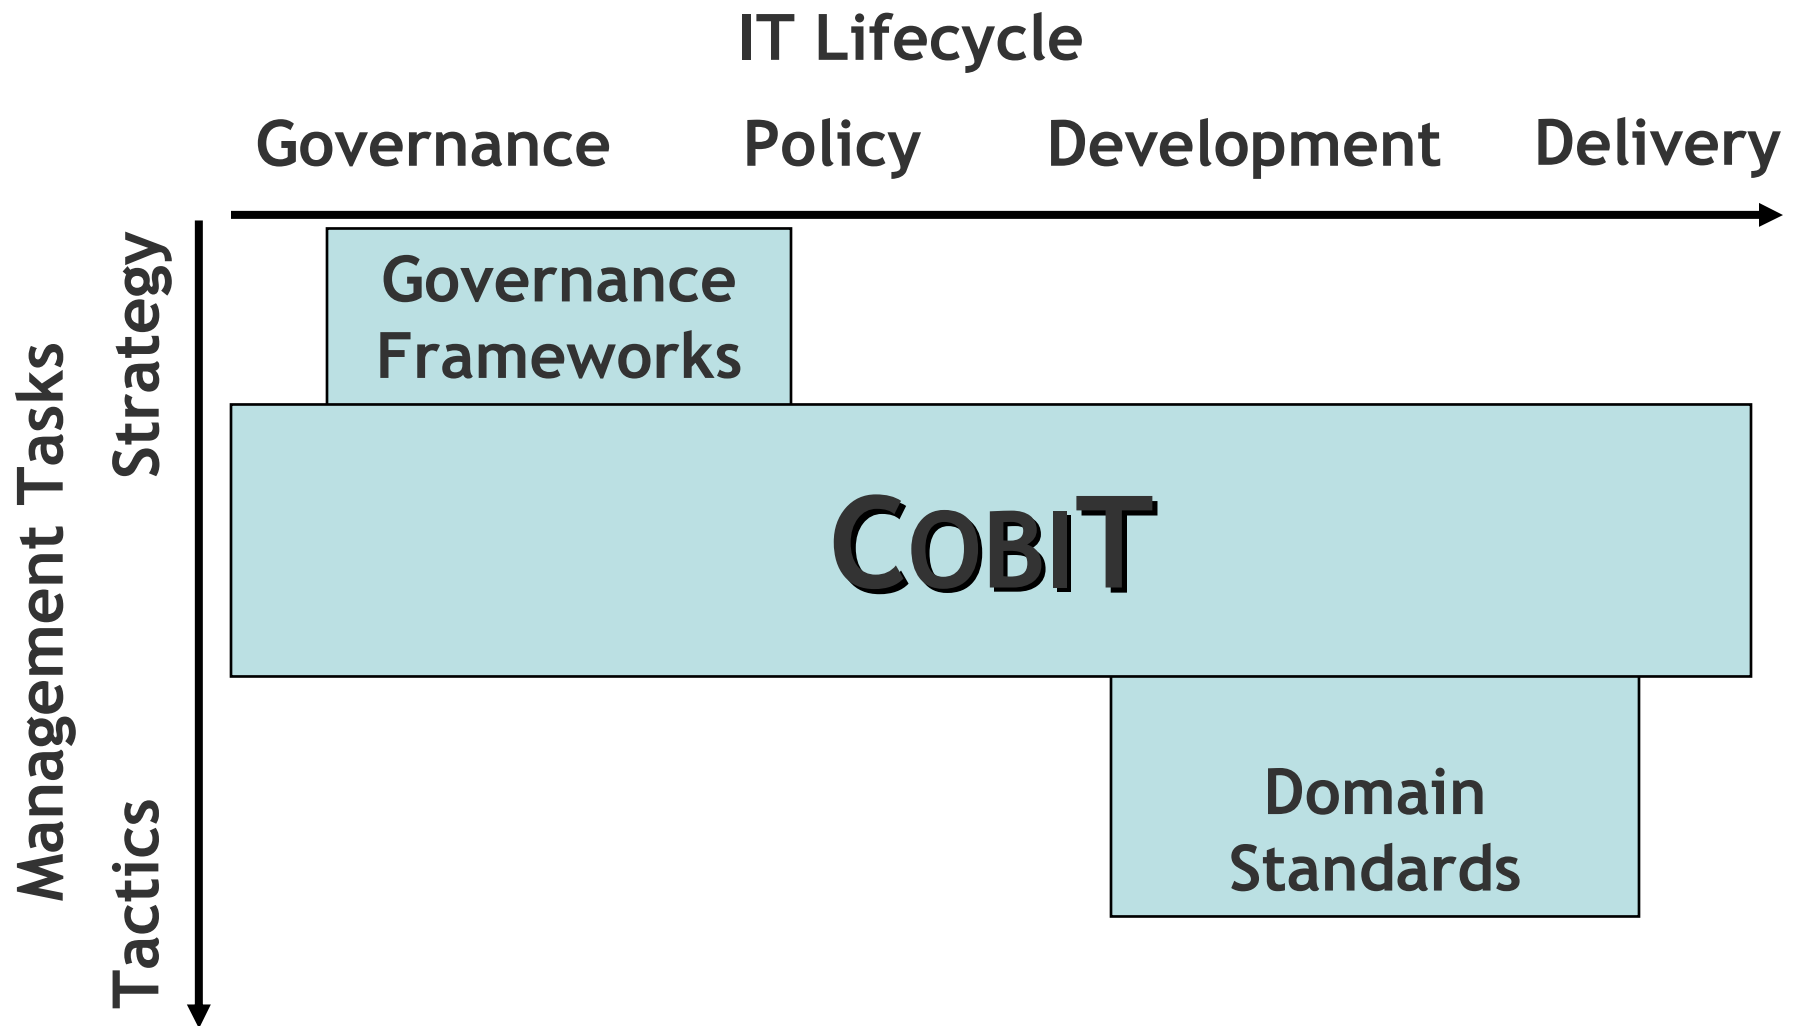 IT Lifecycle
Governance Policy Development Delivery
Management Tasks
Strategy
Tactics
Governance
Frameworks
COBIT
Domain
Standards